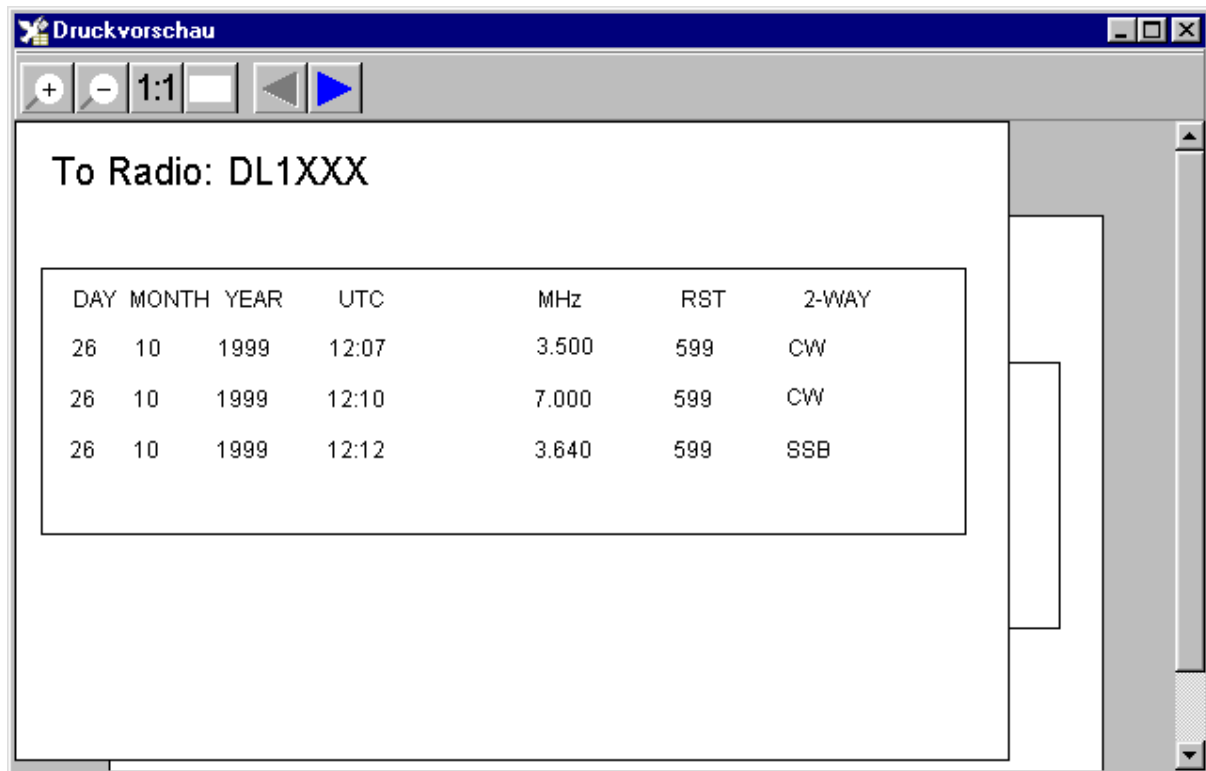 Druckvorschau
1:1
To Radio: DL1XXX
DAY MONTH YEAR UTC MHz RST 2-WAY
26 10 1999 12:07 3.500 599 CW
26 10 1999 12:10 7.000 599 CW
26 10 1999 12:12 3.640 599 SSB